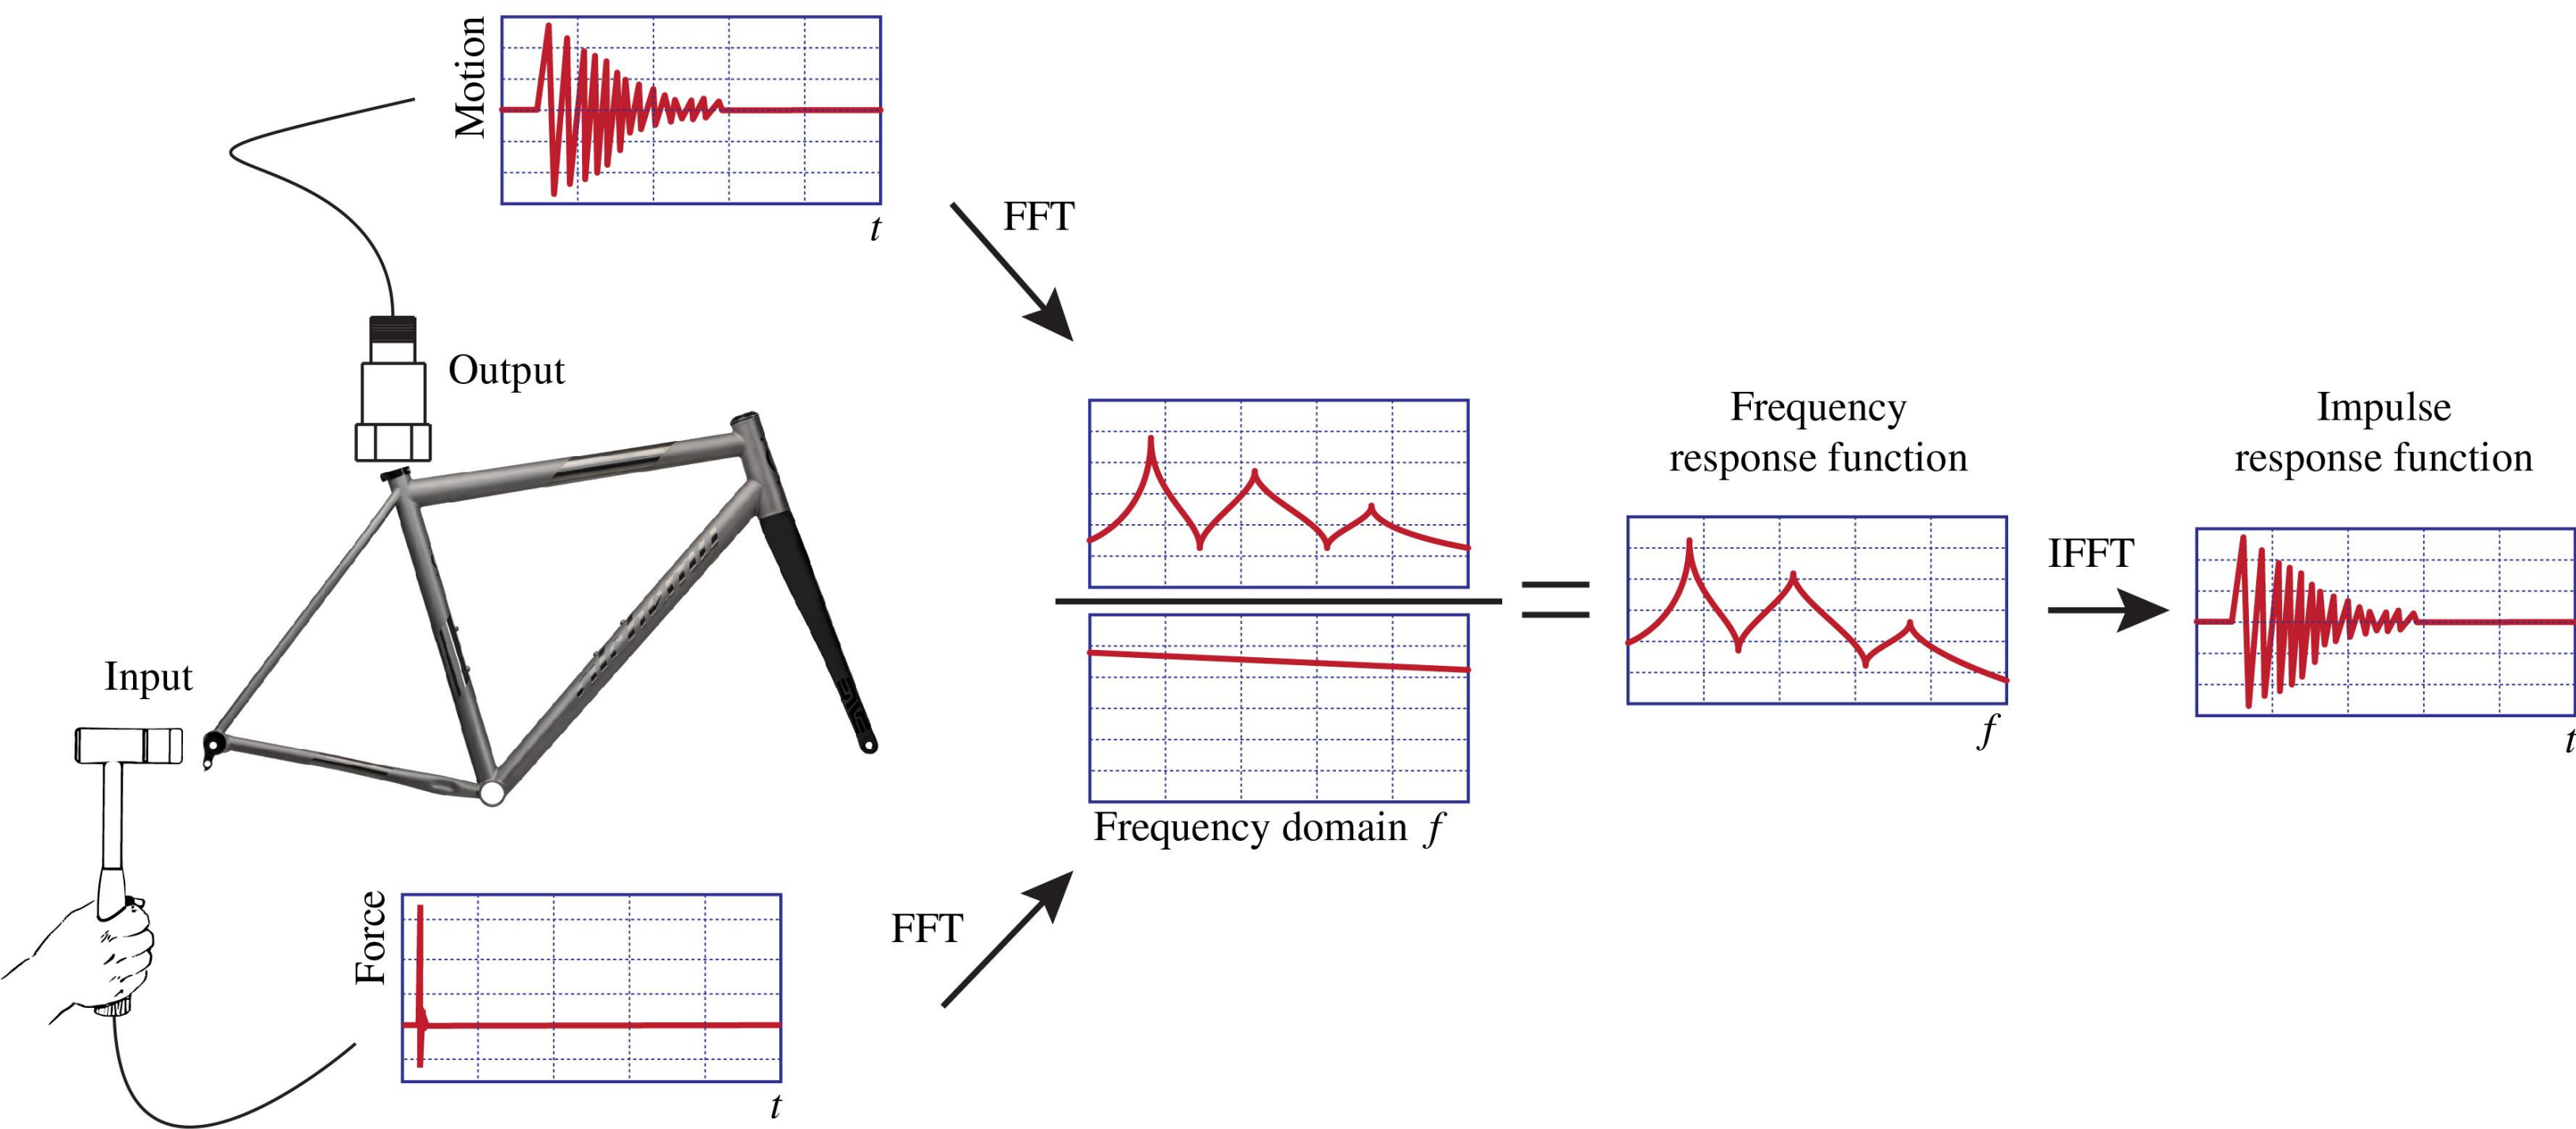 Motion
t
FFT
Output
Frequency
response function
Impulse
response function
IFFT
Input
f
t
Frequency domain f
Force
FFT
t